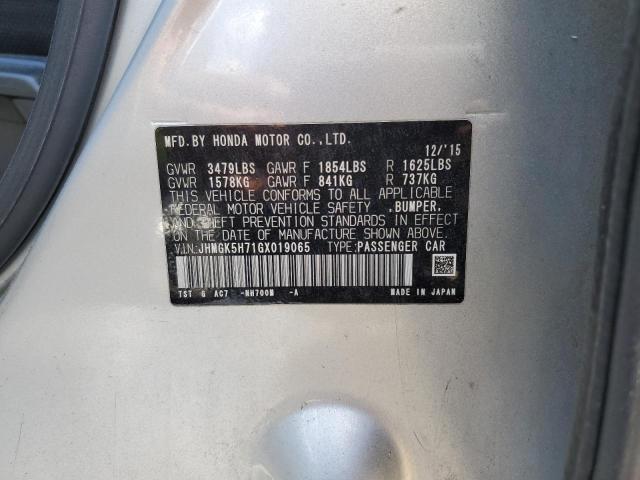 MFD.BY HONDA MOTOR CO.,LTD.
12/'15
GVWR 3479LBS GAWR F 1854LBS R 1625LBS
GVWR 1578KG GAWR F 841KG R 737KG
THIS VEHICLE CONFORMS TO ALL APPLICABLE
FEDERAL MOTOR VEHICLE SAFETY ,BUMPER,
AND THEFT PREVENTION STANDARDS IN EFFECT
ON THE DATE OF MANUFACTURE SHOWN ABOVE.
V.I.N:JHMGK5H71GX019065 TYPE:PASSENGER CAR
TST G AC7 -NH700M -A MADE IN JAPAN